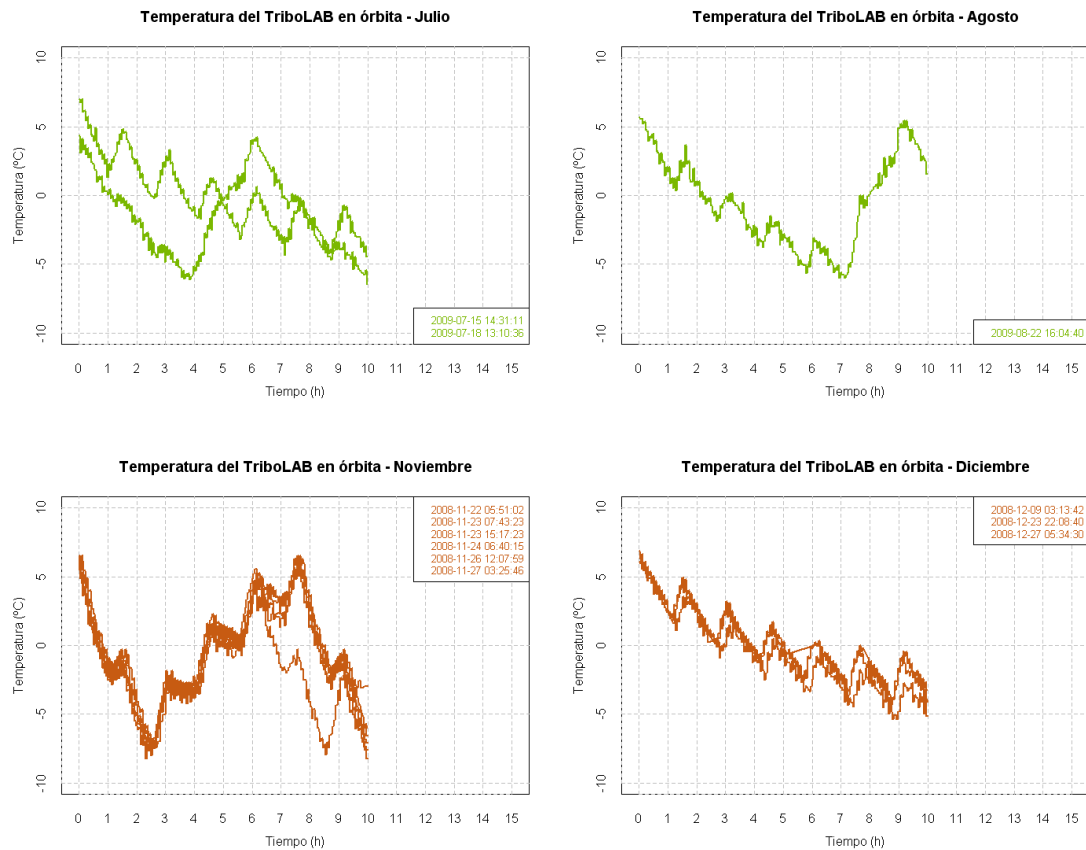 Temperatura del TriboLAB en órbita - Julio
Temperatura (ºC)
10
5
0
-5
-10
2009-07-15 14:31:11
2009-07-18 13:10:36
0 1 2 3 4 5 6 7 8 9 10 11 12 13 14 15
Tiempo (h)
Temperatura del TriboLAB en órbita - Agosto
Temperatura (ºC)
10
5
0
-5
-10
2009-08-22 16:04:40
0 1 2 3 4 5 6 7 8 9 10 11 12 13 14 15
Tiempo (h)
Temperatura del TriboLAB en órbita - Noviembre
Temperatura (ºC)
10
5
0
-5
-10
2008-11-22 05:51:02
2008-11-23 07:43:23
2008-11-23 15:17:23
2008-11-24 06:40:15
2008-11-26 12:07:59
2008-11-27 03:25:46
0 1 2 3 4 5 6 7 8 9 10 11 12 13 14 15
Tiempo (h)
Temperatura del TriboLAB en órbita - Diciembre
Temperatura (ºC)
10
5
0
-5
-10
2008-12-09 03:13:42
2008-12-23 22:08:40
2008-12-27 05:34:30
0 1 2 3 4 5 6 7 8 9 10 11 12 13 14 15
Tiempo (h)